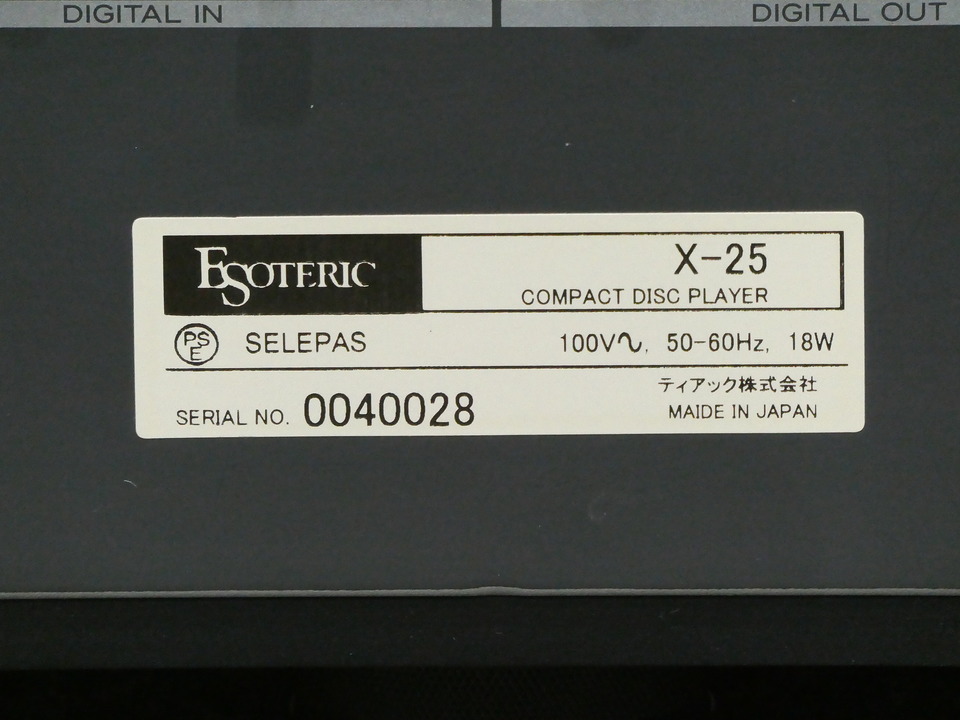 DIGITAL IN
DIGITAL OUT
ESOTERIC
X-25
COMPACT DISC PLAYER
PSE SELEPAS 100V∿, 50-60Hz, 18W
ティアック株式会社
SERIAL NO. 0040028
MAIDE IN JAPAN